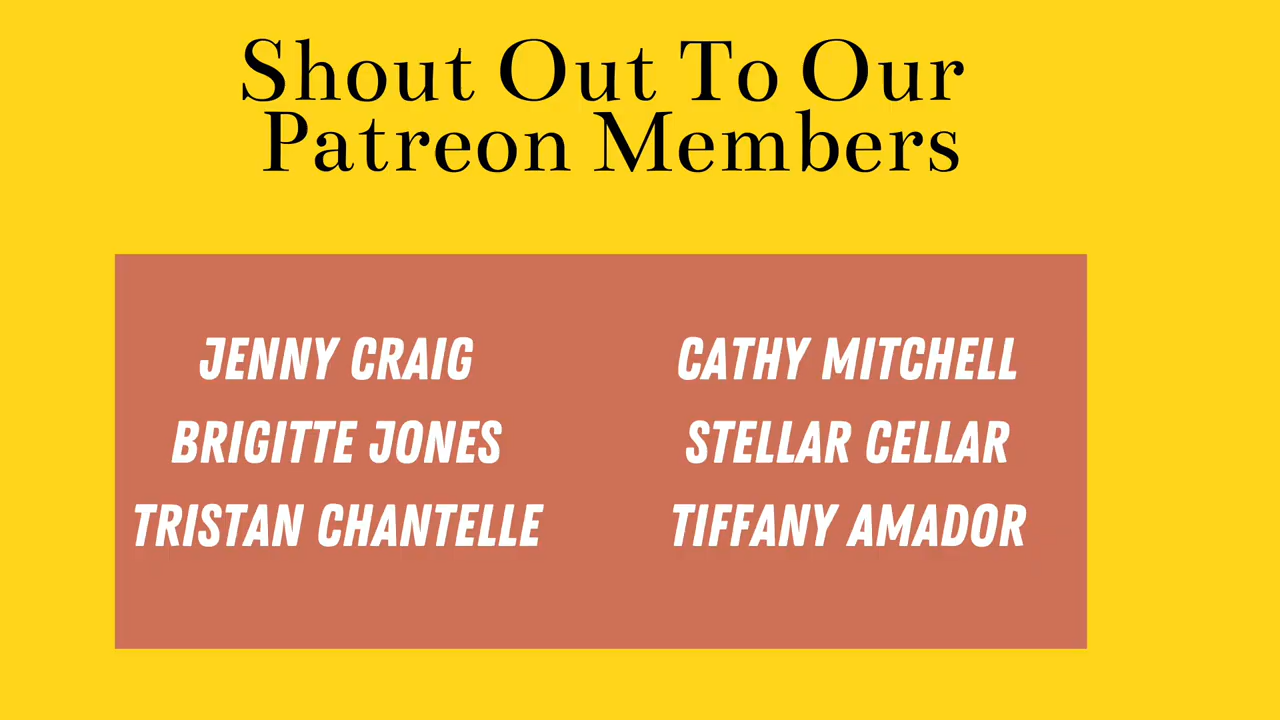 Shout Out To Our
Patreon Members
JENNY CRAIG
BRIGITTE JONES
TRISTAN CHANTELLE
CATHY MITCHELL
STELLAR CELLAR
TIFFANY AMADOR